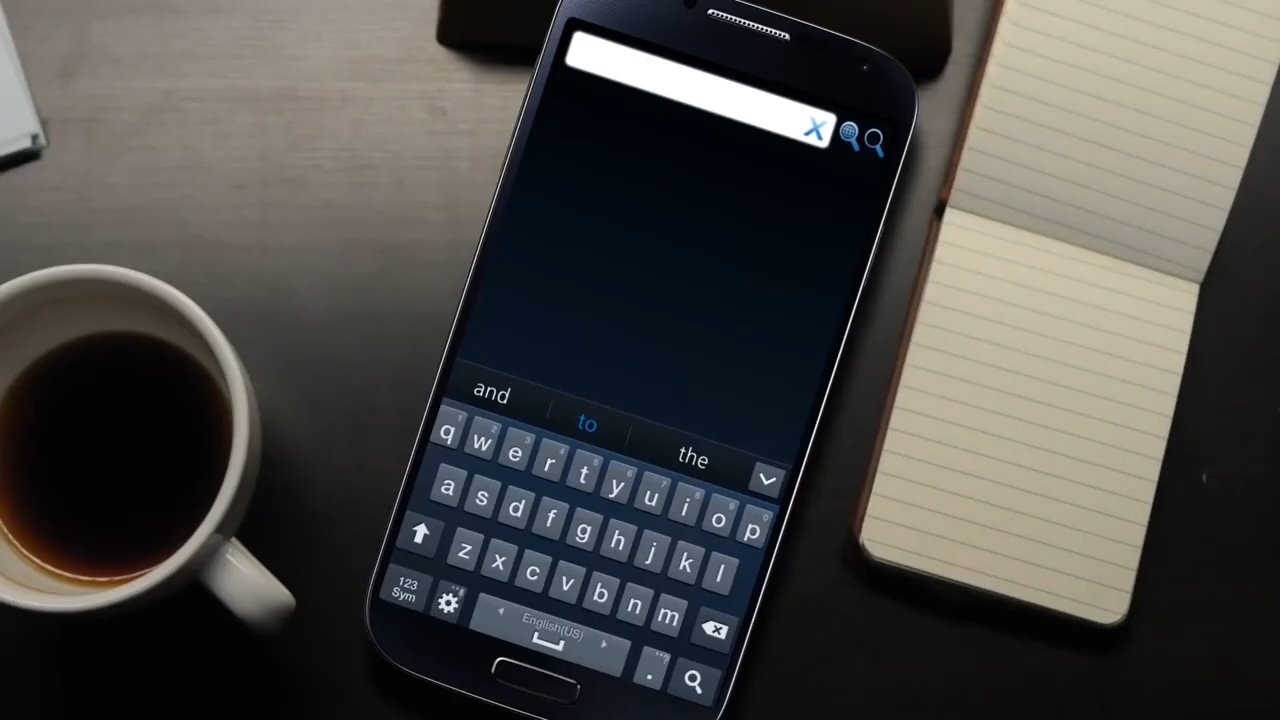 and to the
q w e r t y u i o p
a s d f g h j k l
z x c v b n m
123
Sym
English(US)
.